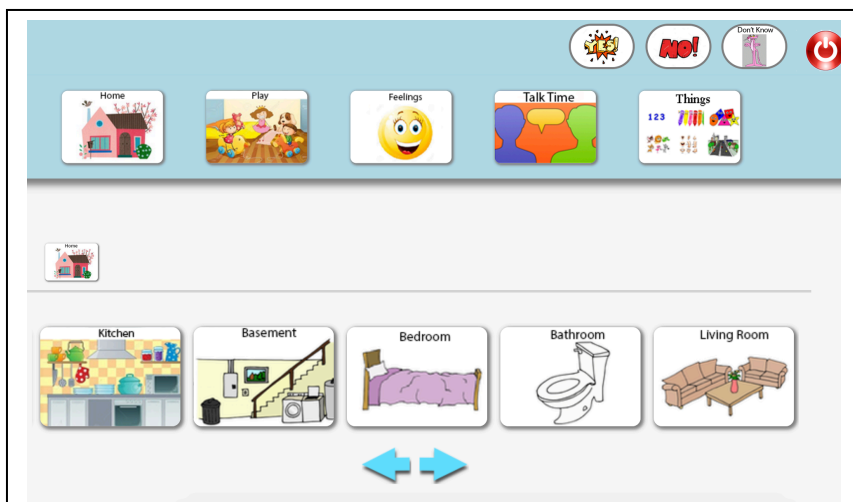 YES!
NO!
Don't Know
Home
Play
Feelings
Talk Time
Things
123
Home
Kitchen
Basement
Bedroom
Bathroom
Living Room